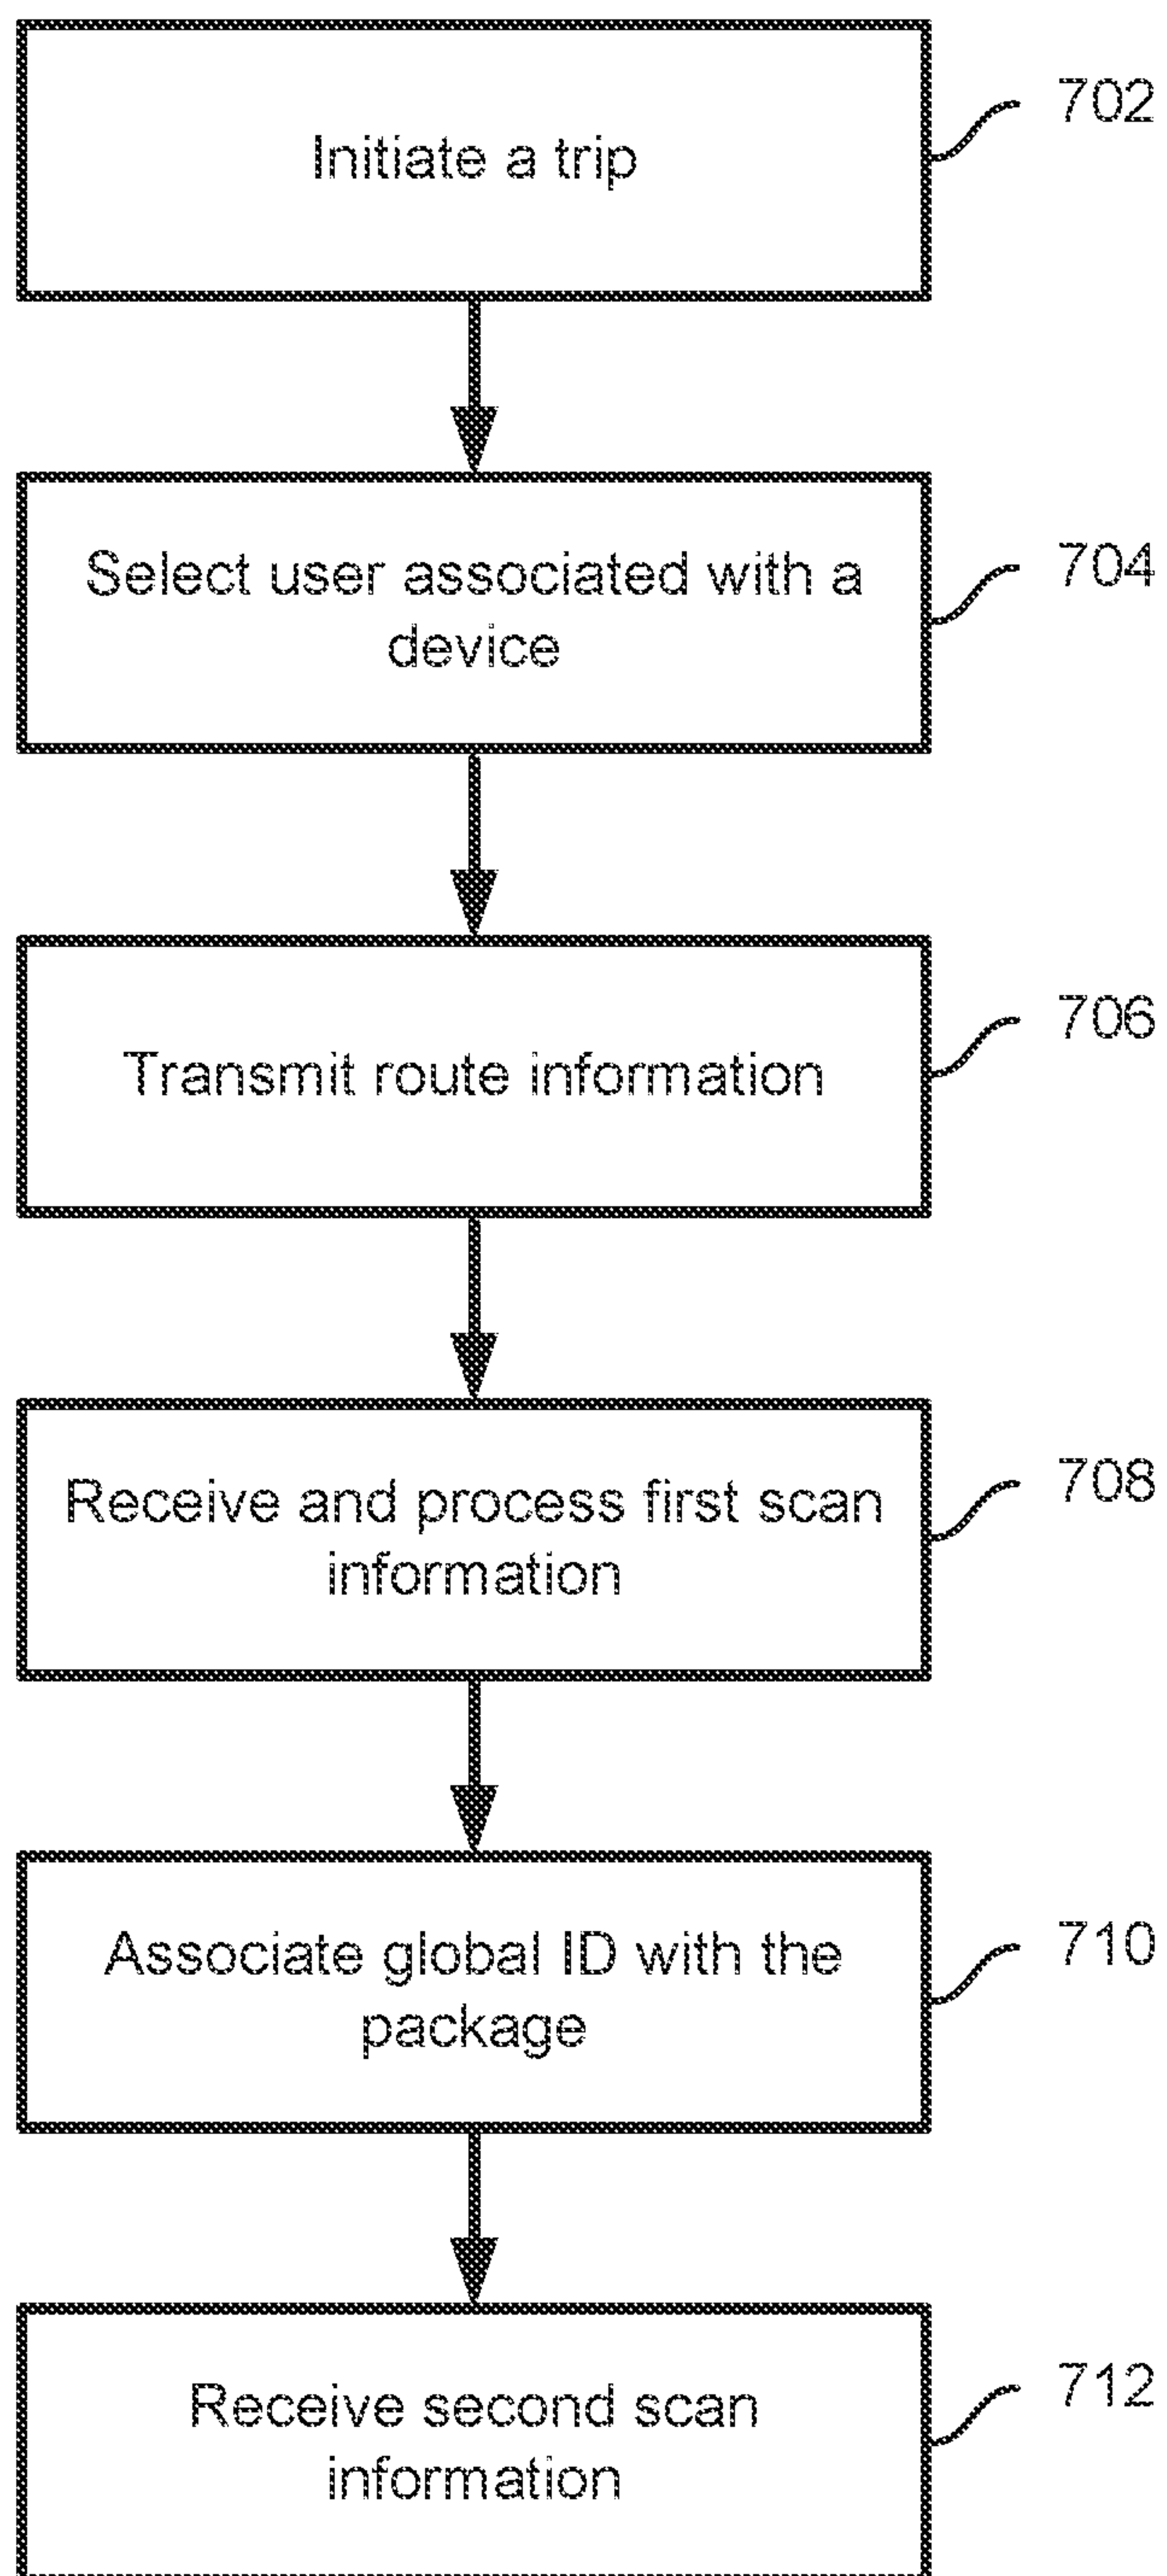 Initiate a trip
702
Select user associated with a
device
704
Transmit route information
706
Receive and process first scan
information
708
Associate global ID with the
package
710
Receive second scan
information
712